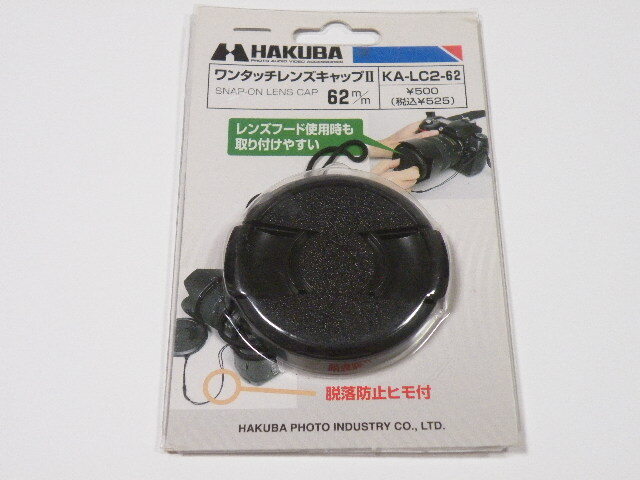 HAKUBA
PHOTO AUDIO VIDEO ACCESSORIES
ワンタッチレンズキャップII
KA-LC2-62
SNAP-ON LENS CAP
62m/m
¥500
(税込¥525)
レンズフード使用時も
取り付けやすい
脱落防止ヒモ付
HAKUBA PHOTO INDUSTRY CO., LTD.